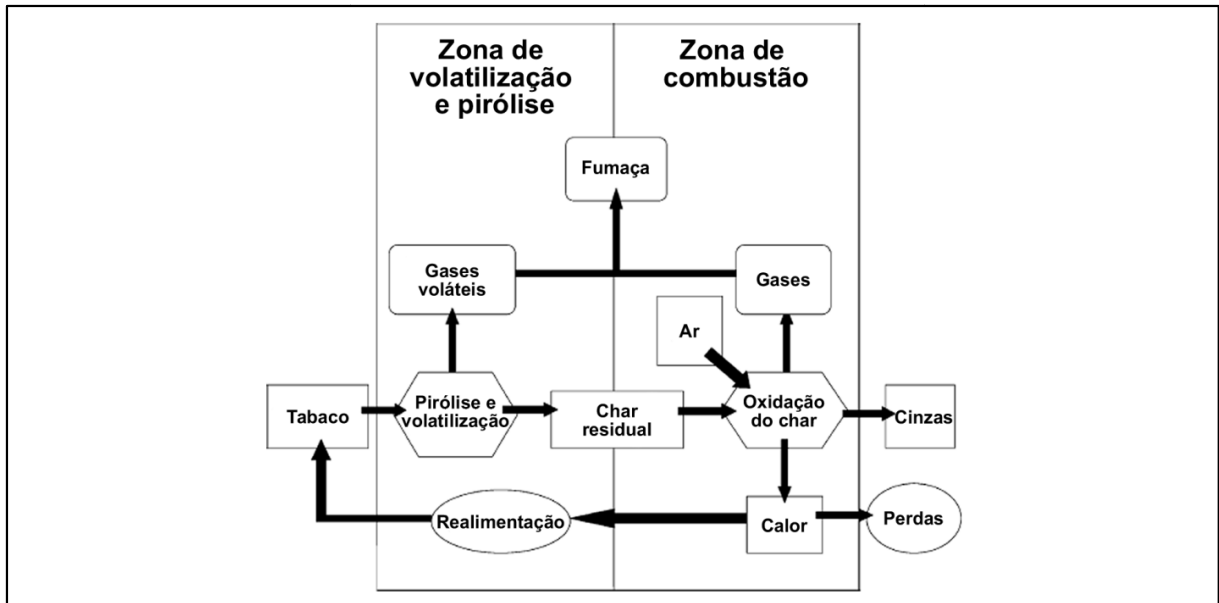 Zona de
volatilização
e pirólise
Zona de
combustão
Fumaça
Gases
voláteis
Gases
Ar
Tabaco
Pirólise e
volatilização
Char
residual
Oxidação
do char
Cinzas
Realimentação
Calor
Perdas